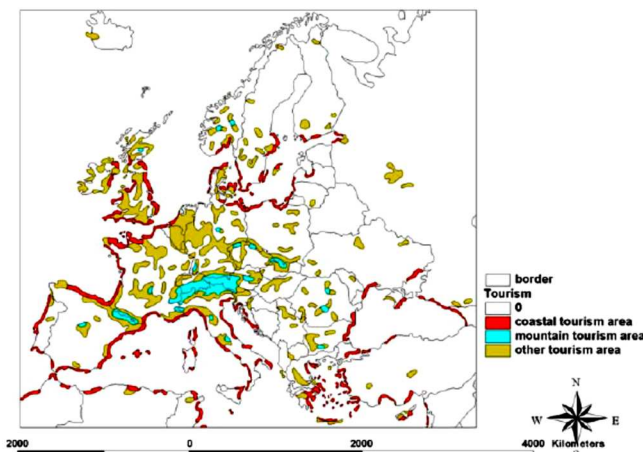 border
Tourism
0
coastal tourism area
mountain tourism area
other tourism area
N
W E
S
2000 0 2000 4000 Kilometers